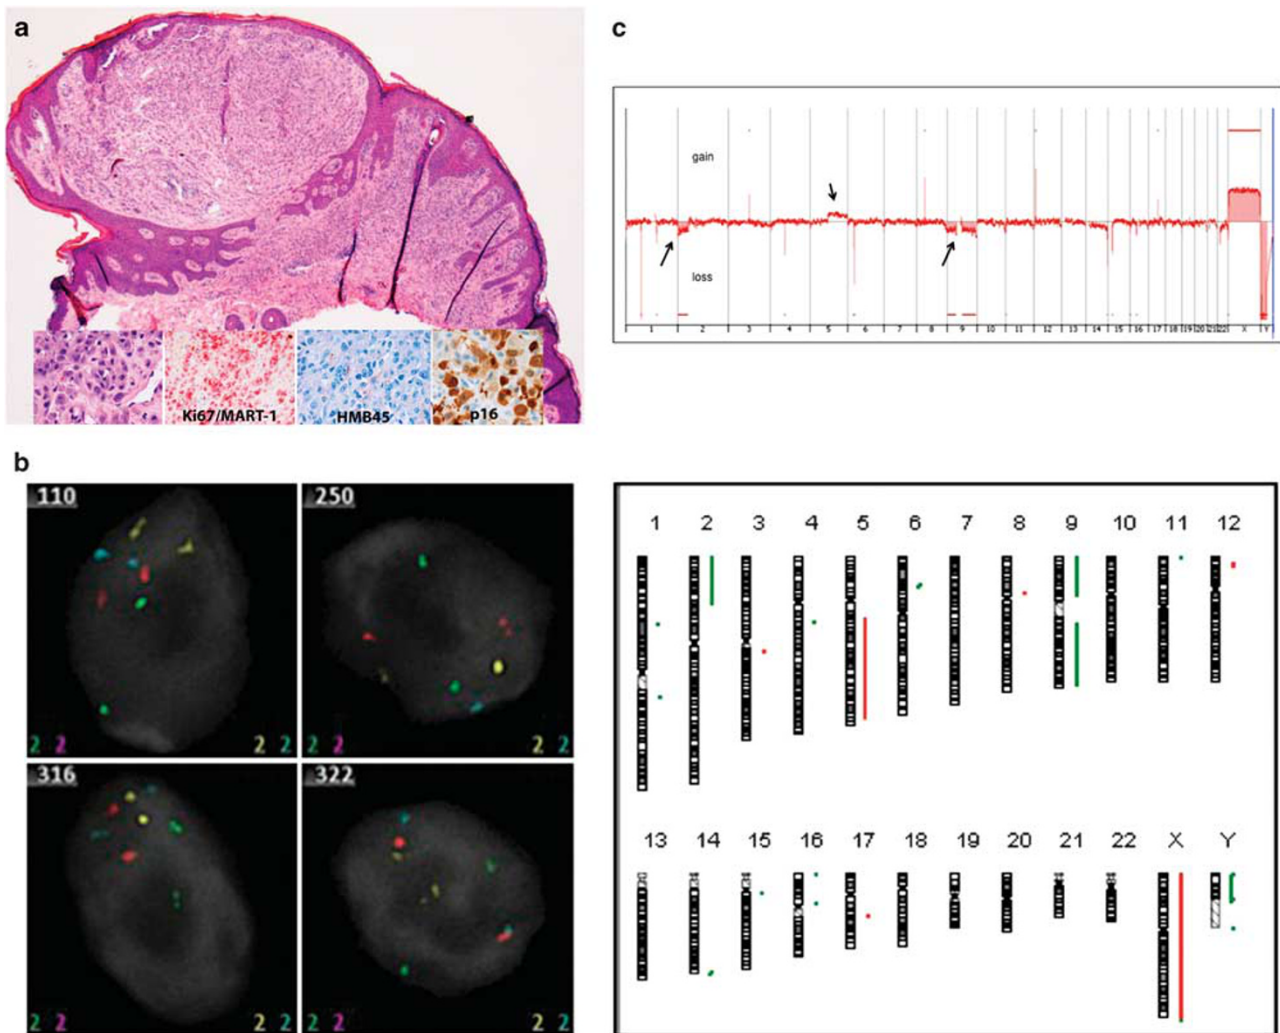 a
Ki67/MART-1
HMB45
p16
c
gain
loss
1 2 3 4 5 6 7 8 9 10 11 12 13 14 15 16 17 18 19 20 21 22 X Y
b
110
2 2 2 2
250
2 2 2 2
316
2 2 2 2
322
2 2 2 2
1 2 3 4 5 6 7 8 9 10 11 12
13 14 15 16 17 18 19 20 21 22 X Y